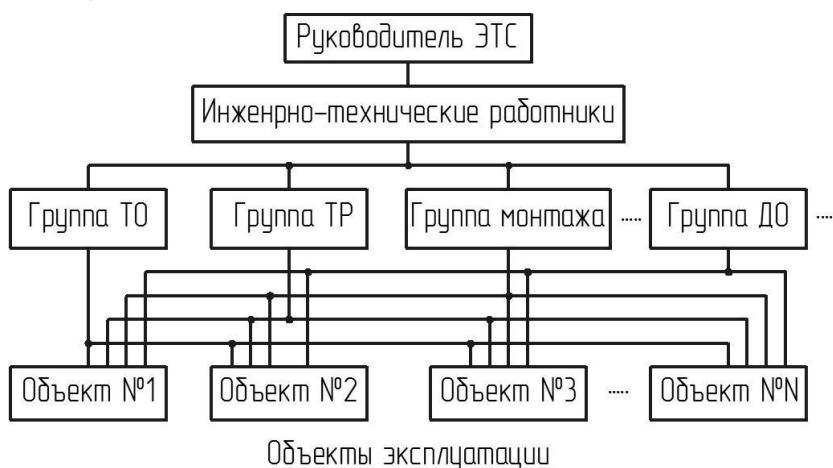 Руководитель ЭТС
Инженрно-технические работники
Группа ТО
Группа ТР
Группа монтажа
.....
Группа ДО
....
Объект №1
Объект №2
Объект №3
.....
Объект №N
Объекты эксплуатации